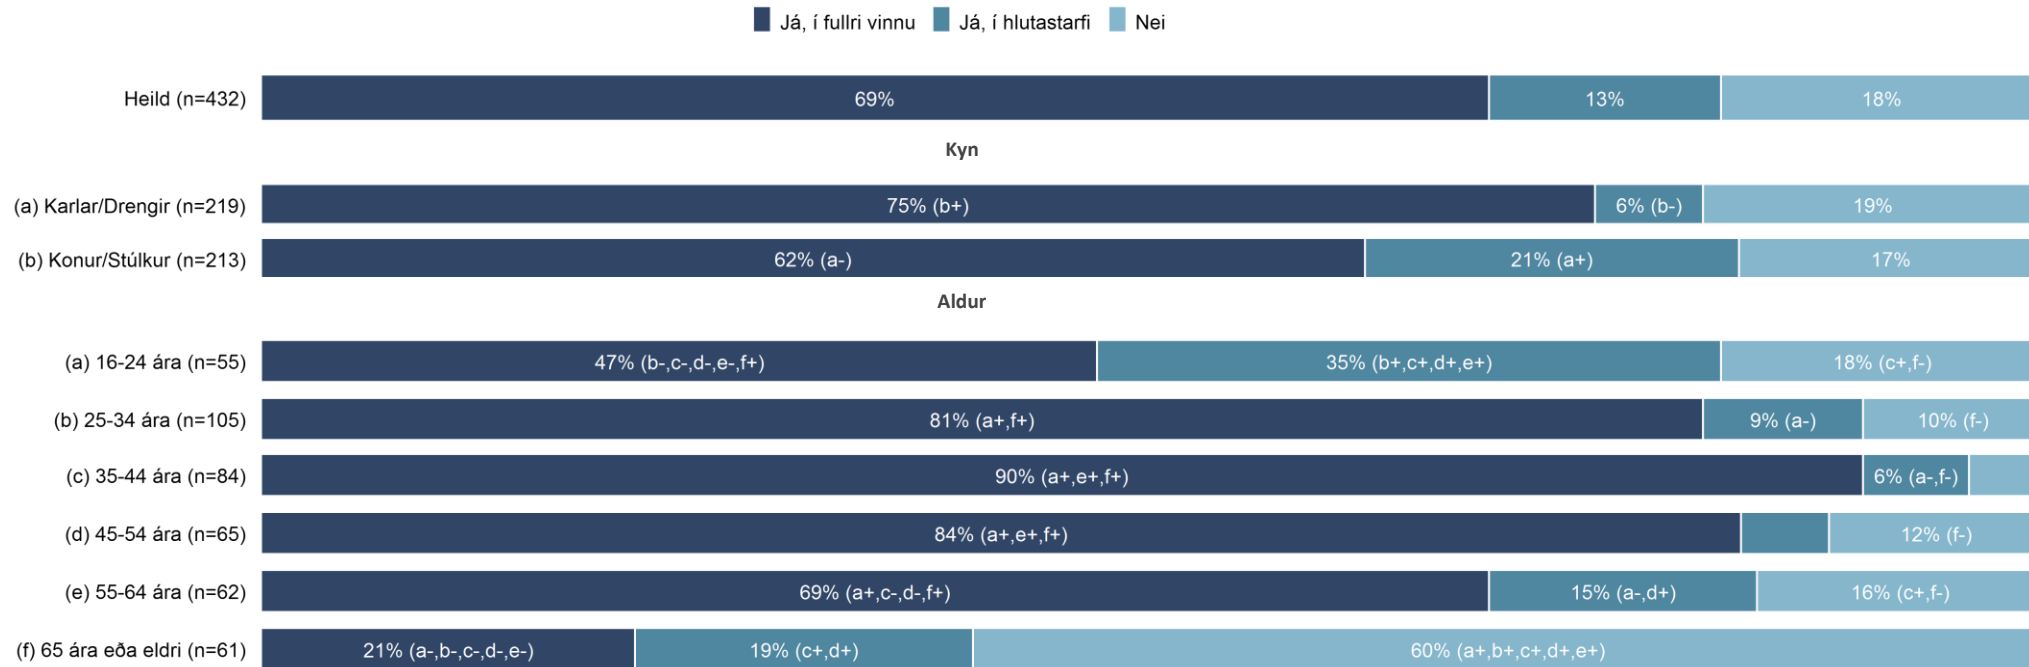 Já, í fullri vinnu Já, í hlutastarfi Nei
Heild (n=432) 69% 13% 18%
Kyn
(a) Karlar/Drengir (n=219) 75% (b+) 6% (b-) 19%
(b) Konur/Stúlkur (n=213) 62% (a-) 21% (a+) 17%
Aldur
(a) 16-24 ára (n=55) 47% (b-,c-,d-,e-,f+) 35% (b+,c+,d+,e+) 18% (c+,f-)
(b) 25-34 ára (n=105) 81% (a+,f+) 9% (a-) 10% (f-)
(c) 35-44 ára (n=84) 90% (a+,e+,f+) 6% (a-,f-)
(d) 45-54 ára (n=65) 84% (a+,e+,f+) 12% (f-)
(e) 55-64 ára (n=62) 69% (a+,c-,d-,f+) 15% (a-,d+) 16% (c+,f-)
(f) 65 ára eða eldri (n=61) 21% (a-,b-,c-,d-,e-) 19% (c+,d+) 60% (a+,b+,c+,d+,e+)